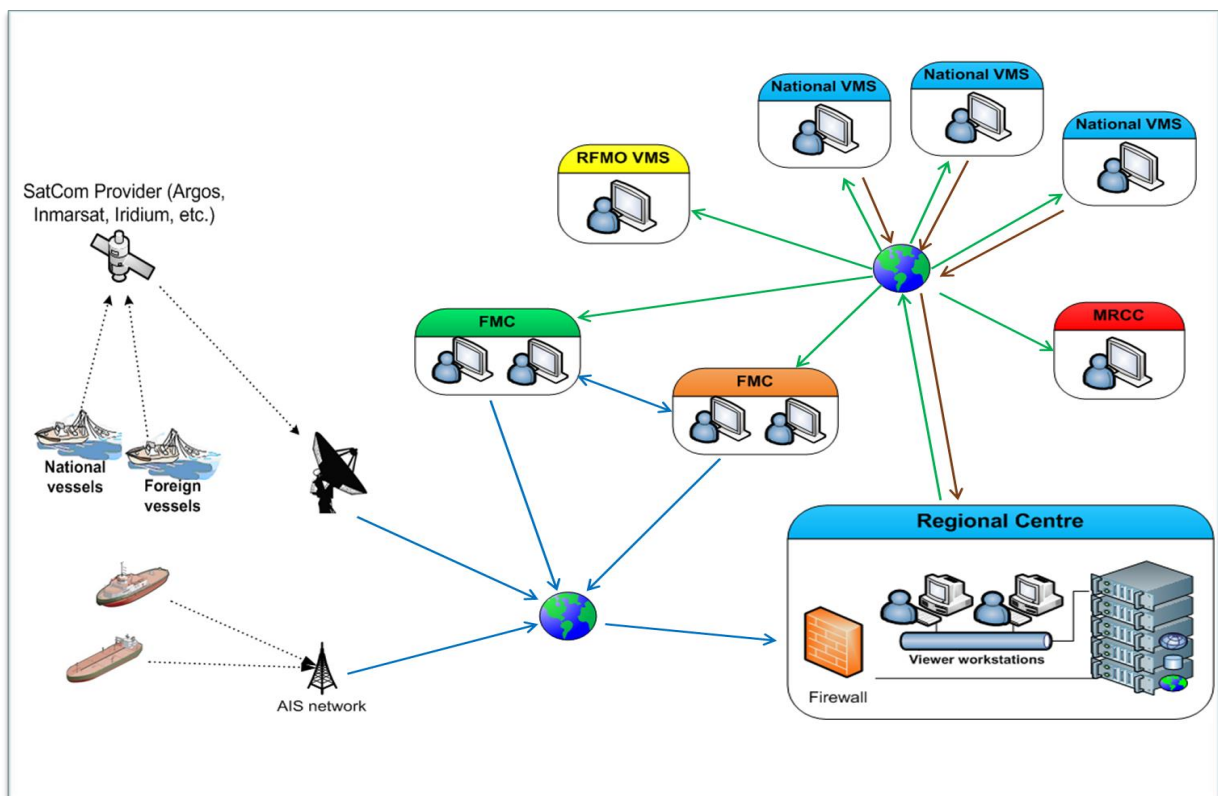 National VMS
National VMS
National VMS
RFMO VMS
SatCom Provider (Argos,
Inmarsat, Iridium, etc.)
FMC
MRCC
FMC
National
vessels
Foreign
vessels
Regional Centre
Viewer workstations
Firewall
AIS network